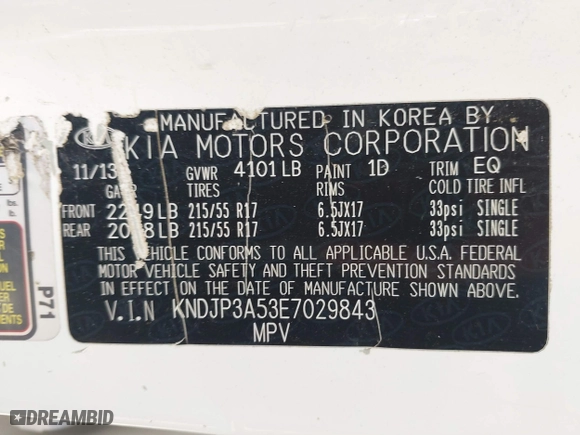 MANUFACTURED IN KOREA BY
KIA MOTORS CORPORATION
11/13 GVWR 4101LB PAINT 1D TRIM EQ
TIRES RIMS COLD TIRE INFL
FRONT LB 215/55 R17 6.5JX17 33psi SINGLE
REAR LB 215/55 R17 6.5JX17 33psi SINGLE
THIS VEHICLE CONFORMS TO ALL APPLICABLE U.S.A. FEDERAL
MOTOR VEHICLE SAFETY AND THEFT PREVENTION STANDARDS
IN EFFECT ON THE DATE OF MANUFACTURE SHOWN ABOVE.
V.I.N KNDJP3A53E7029843
MPV
P71
lbs.
lb.
DREAMBID